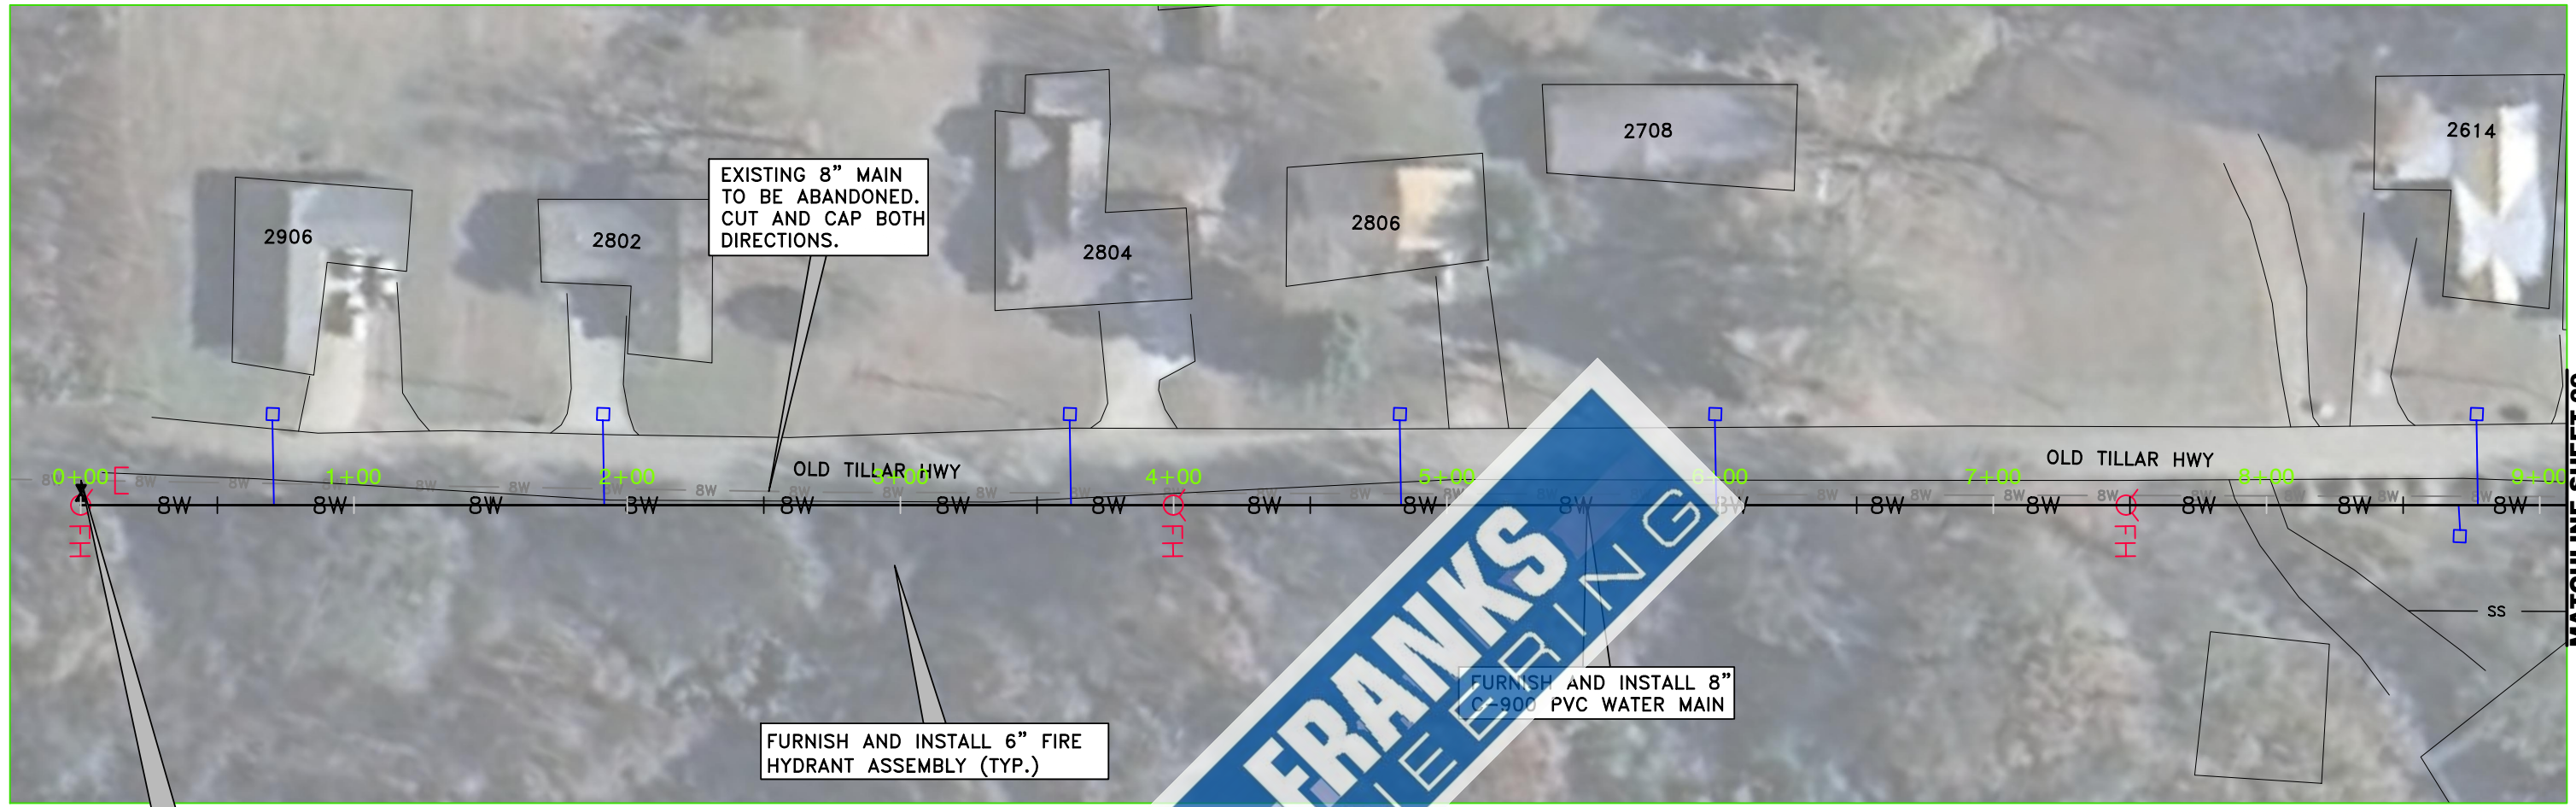 2708
2614
EXISTING 8” MAIN
TO BE ABANDONED.
CUT AND CAP BOTH
DIRECTIONS.
2906
2802
2804
2806
OLD TILLAR HWY
OLD TILLAR HWY
0+00
1+00
2+00
3+00
4+00
5+00
6+00
7+00
8+00
9+00
E
8W 8W 8W 8W 8W 8W 8W 8W 8W 8W 8W 8W 8W 8W 8W 8W
FH
FH
FH
SS
FURNISH AND INSTALL 8”
C-900 PVC WATER MAIN
FURNISH AND INSTALL 6” FIRE
HYDRANT ASSEMBLY (TYP.)
FRANKS
EERING